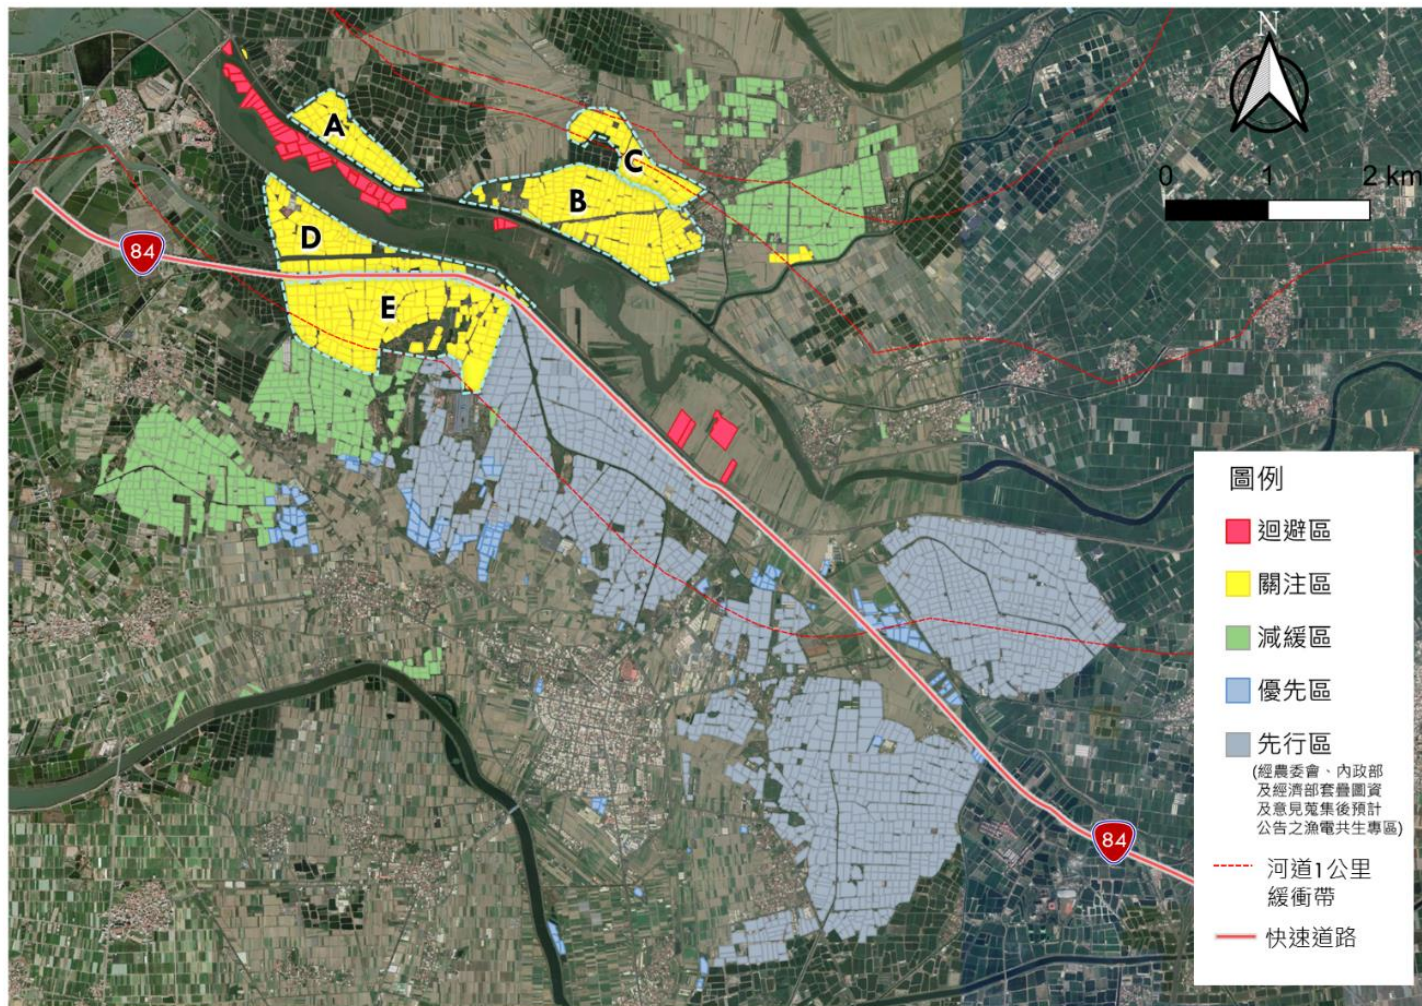 N
0 1 2 km
A
C
B
D
84
E
圖例
迴避區
關注區
減緩區
優先區
先行區
(經農委會、內政部
及經濟部套疊圖資
及意見蒐集後預計
公告之漁電共生專區)
84
河道1公里
緩衝帶
快速道路